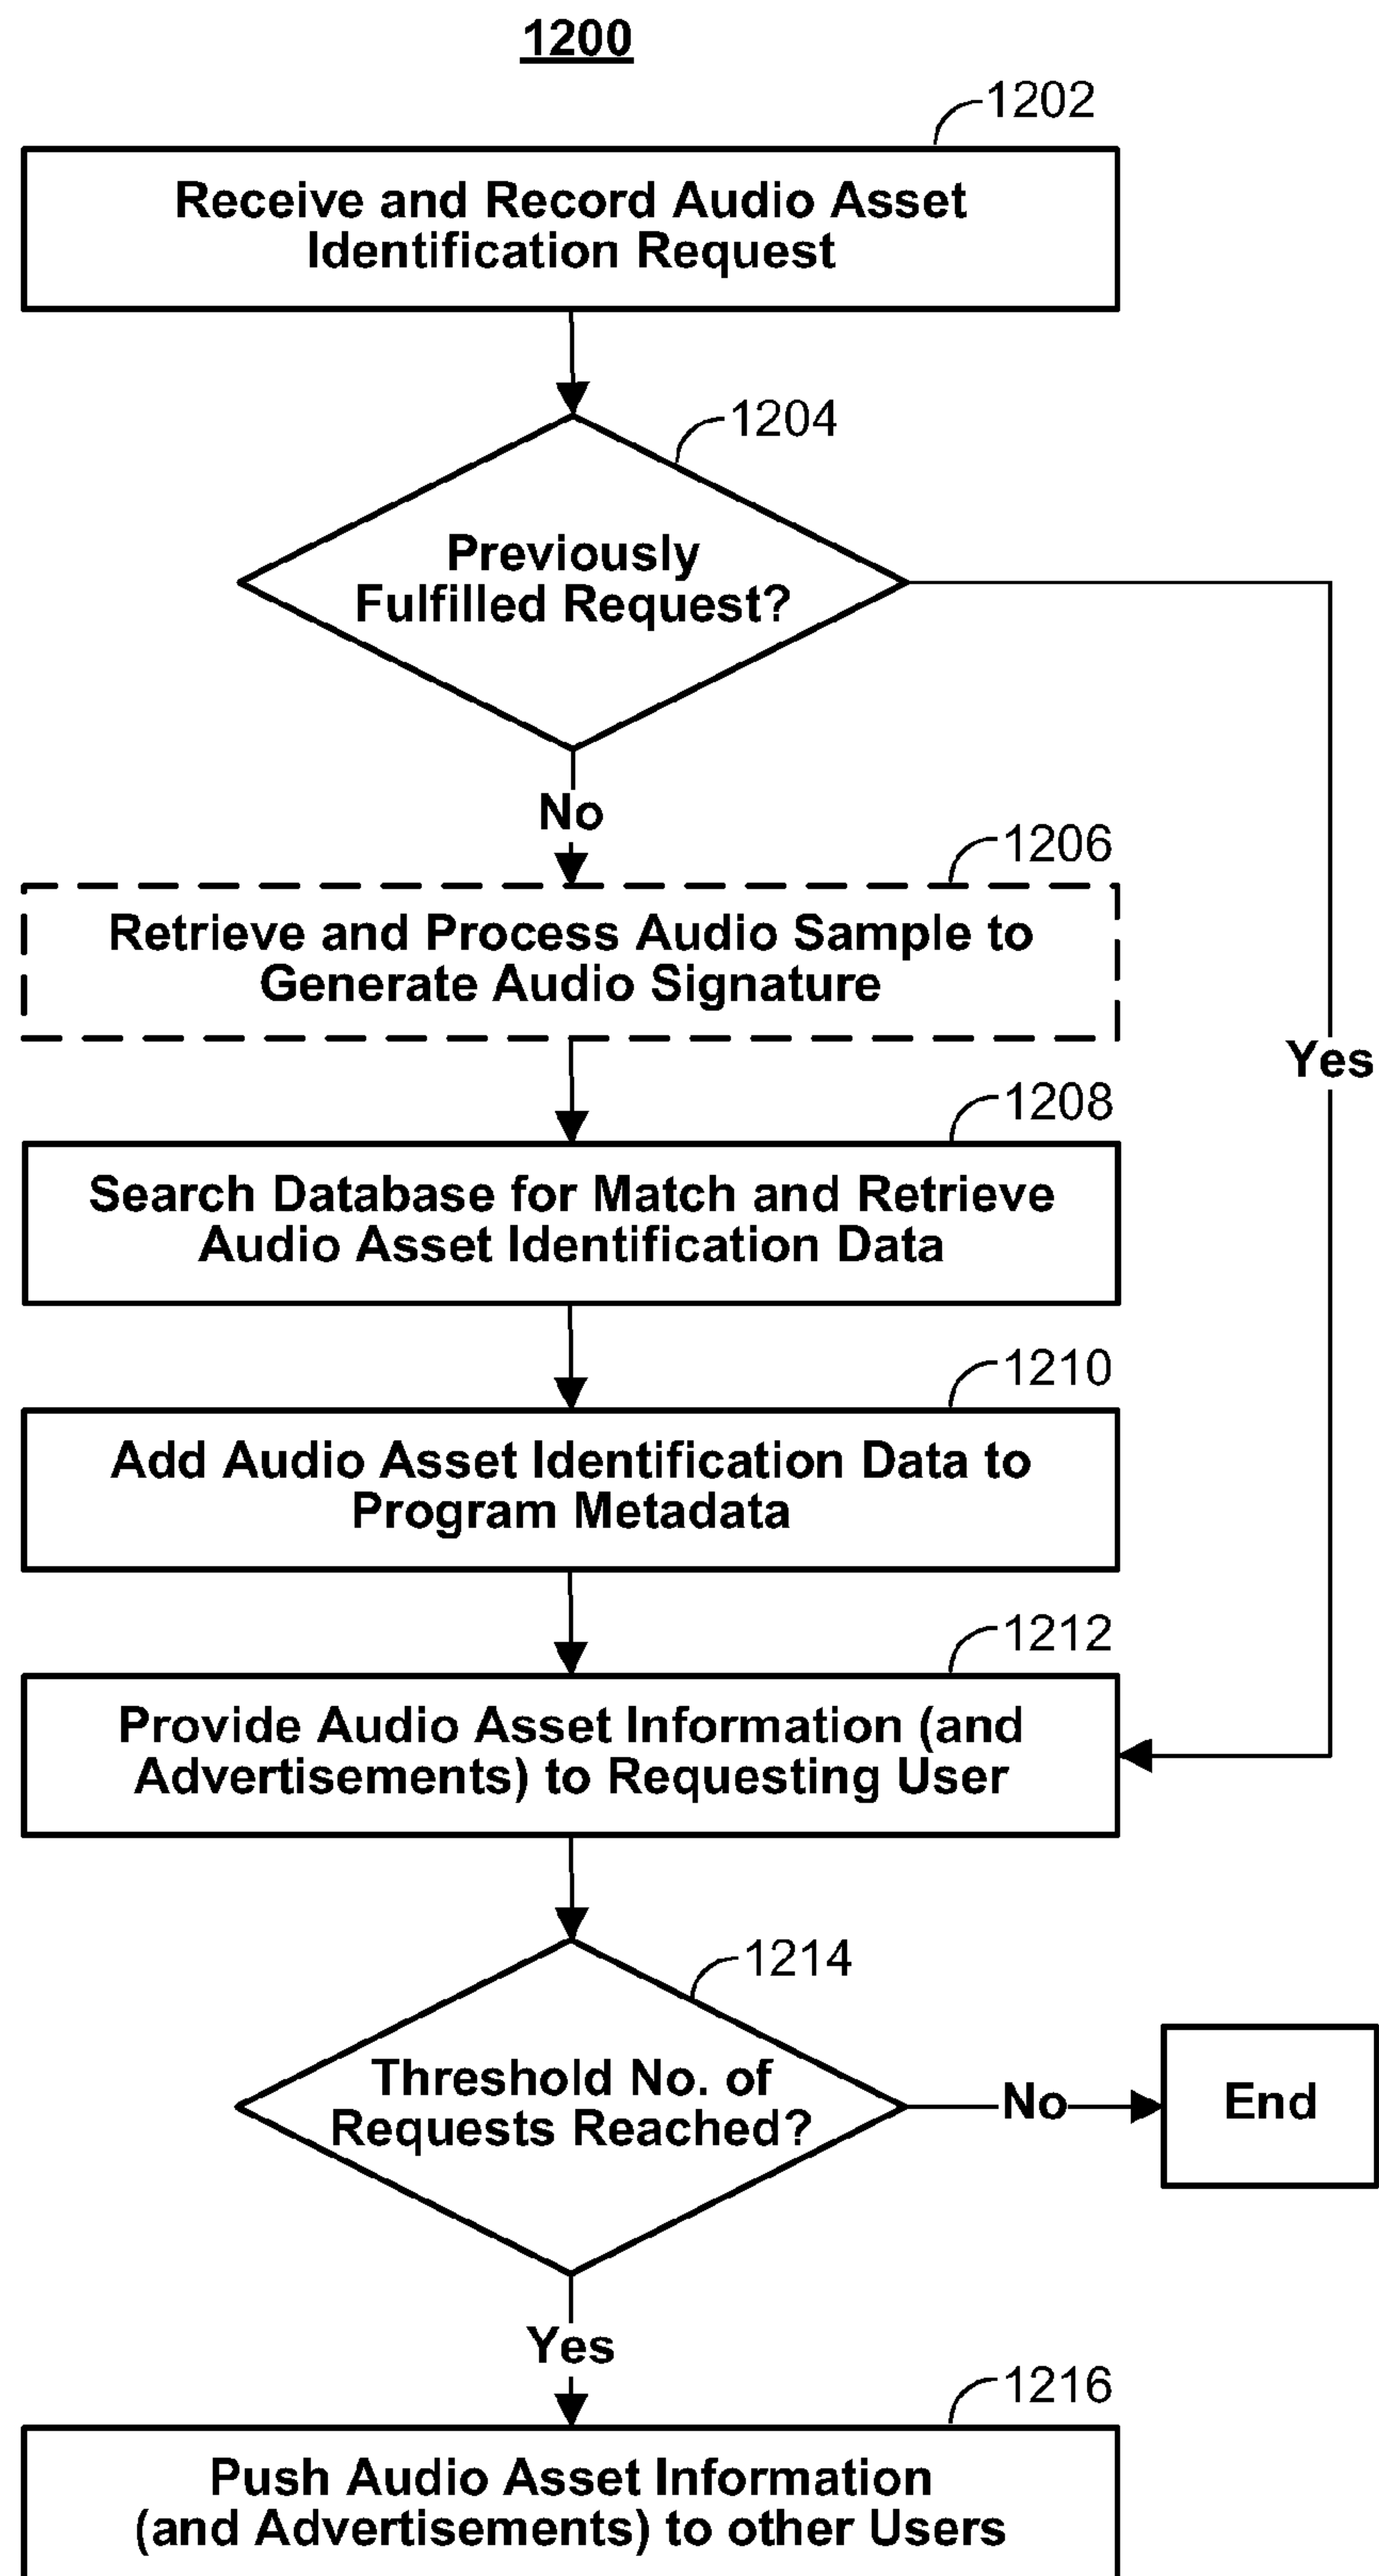 1200
1202
Receive and Record Audio Asset
Identification Request
1204
Previously
Fulfilled Request?
No
1206
Retrieve and Process Audio Sample to
Generate Audio Signature
Yes
1208
Search Database for Match and Retrieve
Audio Asset Identification Data
1210
Add Audio Asset Identification Data to
Program Metadata
1212
Provide Audio Asset Information (and
Advertisements) to Requesting User
1214
Threshold No. of
Requests Reached?
No
End
Yes
1216
Push Audio Asset Information
(and Advertisements) to other Users